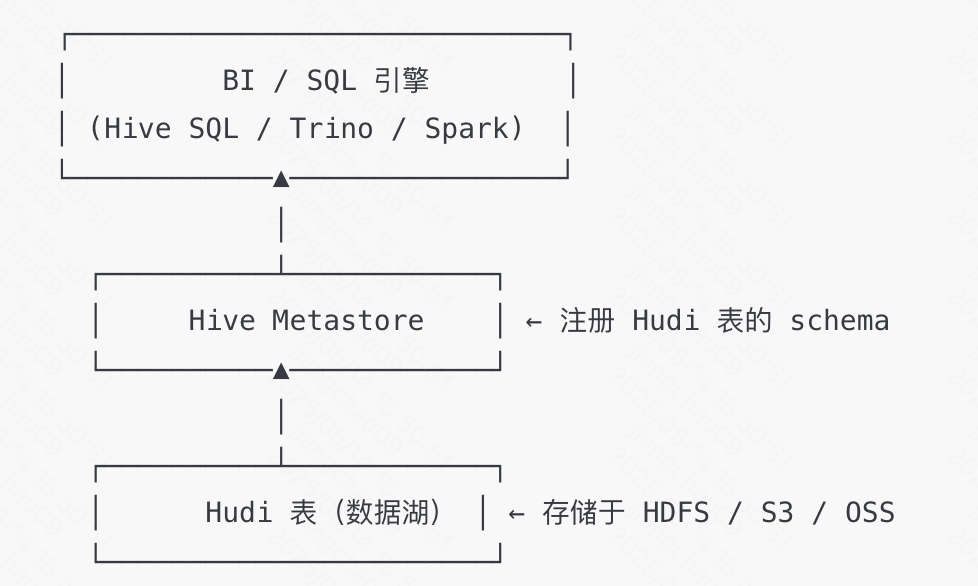 BI / SQL 引擎
(Hive SQL / Trino / Spark)
Hive Metastore ← 注册 Hudi 表的 schema
Hudi 表（数据湖） ← 存储于 HDFS / S3 / OSS